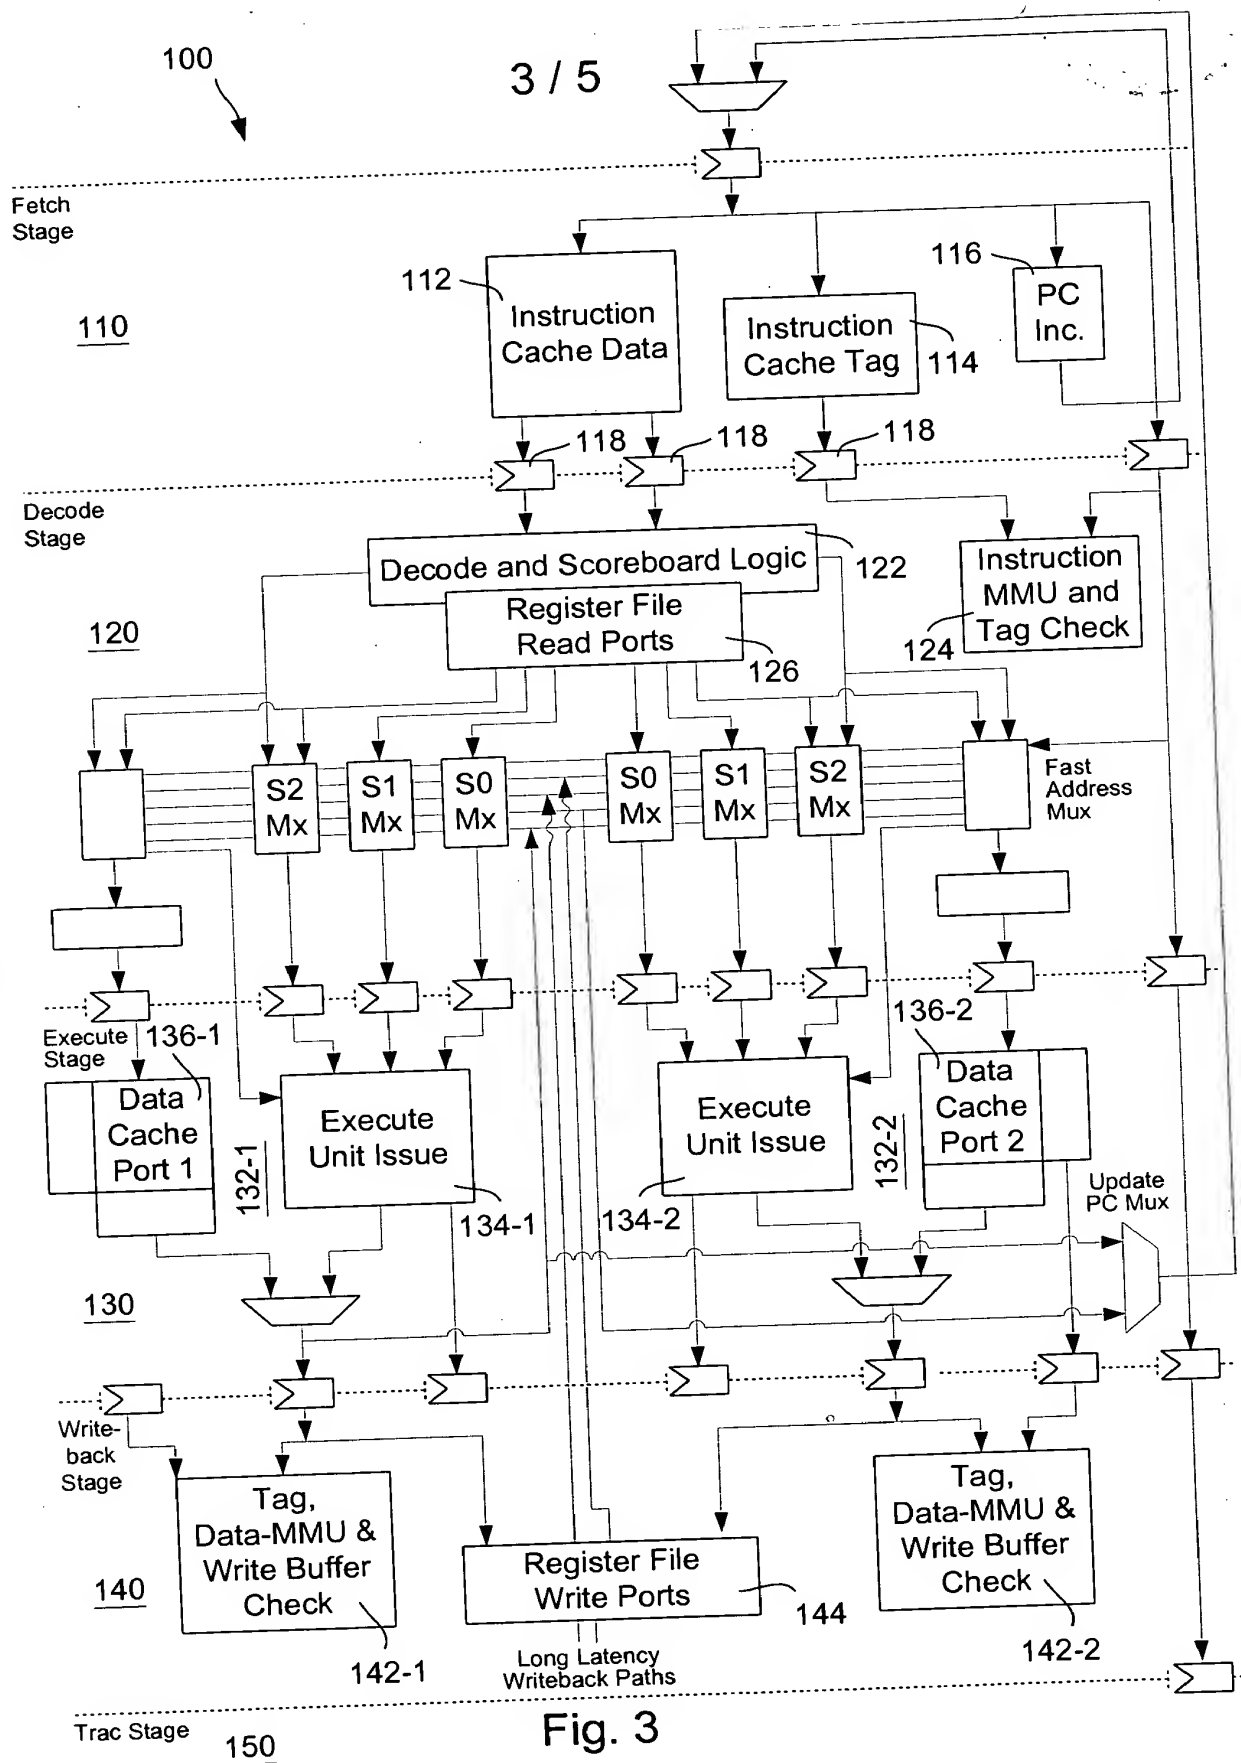 100
3 / 5
Fetch
Stage
112
116
110
Instruction
Cache Data
Instruction
Cache Tag
PC
Inc.
114
118
118
118
Decode
Stage
Decode and Scoreboard Logic
122
Instruction
MMU and
Tag Check
124
120
Register File
Read Ports
126
S2
Mx
S1
Mx
S0
Mx
S0
Mx
S1
Mx
S2
Mx
Fast
Address
Mux
Execute
Stage
136-1
136-2
Data
Cache
Port 1
132-1
Execute
Unit Issue
134-1
Execute
Unit Issue
134-2
132-2
Data
Cache
Port 2
Update
PC Mux
130
Write-
back
Stage
Tag,
Data-MMU &
Write Buffer
Check
142-1
140
Register File
Write Ports
144
Tag,
Data-MMU &
Write Buffer
Check
142-2
Long Latency
Writeback Paths
Trac Stage
150
Fig. 3